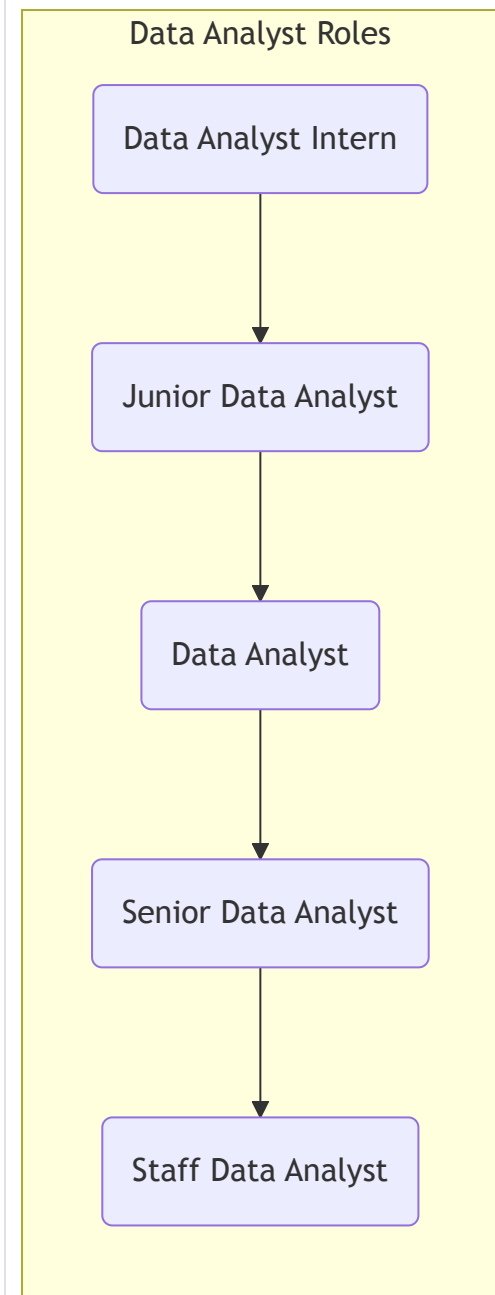 Data Analyst Roles
Data Analyst Intern
Junior Data Analyst
Data Analyst
Senior Data Analyst
Staff Data Analyst